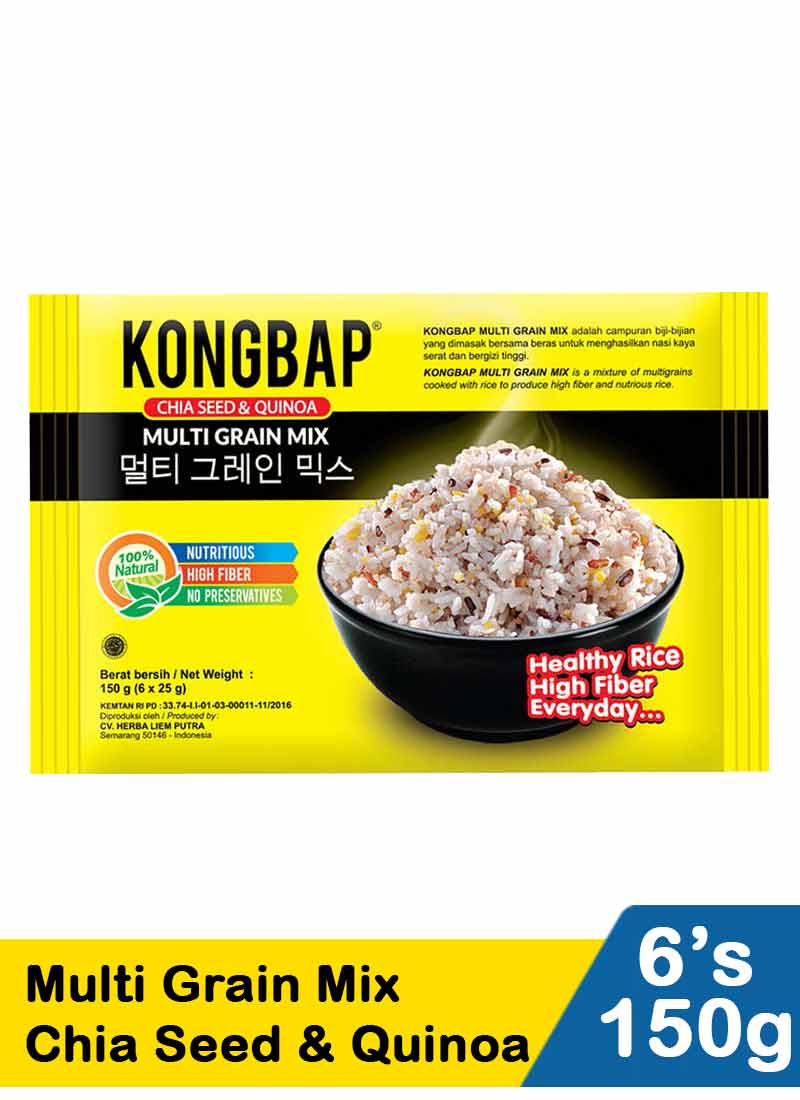 KONGBAP®
CHIA SEED & QUINOA
MULTI GRAIN MIX
멀티 그레인 믹스
KONGBAP MULTI GRAIN MIX adalah campuran biji-bijian
yang dimasak bersama beras untuk menghasilkan nasi kaya
serat dan bergizi tinggi.
KONGBAP MULTI GRAIN MIX is a mixture of multigrains
cooked with rice to produce high fiber and nutrious rice.
100%
Natural
NUTRITIOUS
HIGH FIBER
NO PRESERVATIVES
Berat bersih / Net Weight :
150 g (6 x 25 g)
KEMTAN RI PD : 33.74-I.I-01-03-00011-11/2016
Diproduksi oleh / Produced by :
CV. HERBA LIEM PUTRA
Semarang 50146 - Indonesia
Healthy Rice
High Fiber
Everyday...
Multi Grain Mix
Chia Seed & Quinoa
6's
150g